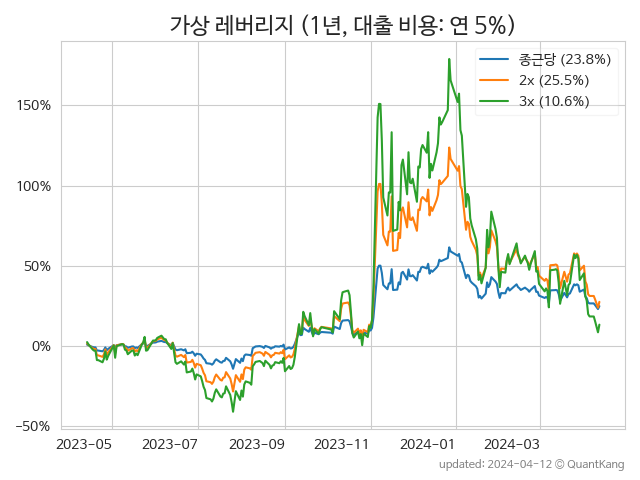 가상 레버리지 (1년, 대출 비용: 연 5%)
종근당 (23.8%)
2x (25.5%)
3x (10.6%)
150%
100%
50%
0%
−50%
2023-05 2023-07 2023-09 2023-11 2024-01 2024-03
updated: 2024-04-12 © QuantKang